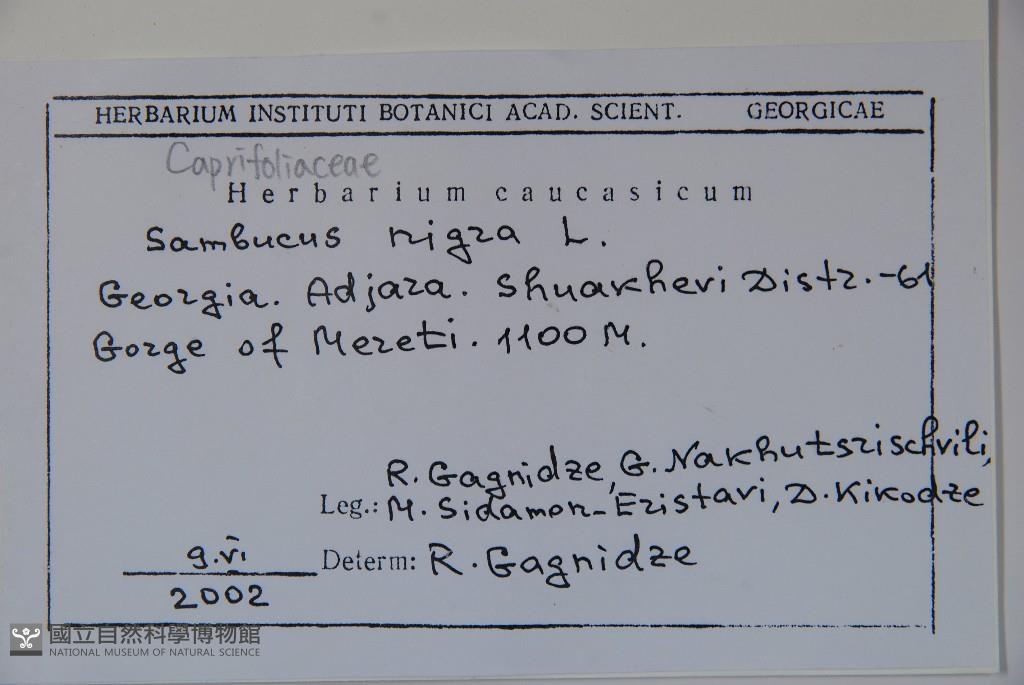 HERBARIUM INSTITUTI BOTANICI ACAD. SCIENT. GEORGICAE
Caprifoliaceae
Herbarium caucasicum
Sambucus nigra L.
Georgia. Adjara. Shuakhevi Distr. -61
Gorge of Mereti. 1100 M.
R. Gagnidze, G. Nakhutsrischvili,
Leg.: M. Sidamon-Eristavi, D. Kikodze
9.VI. Determ: R. Gagnidze
2002
國立自然科學博物館
NATIONAL MUSEUM OF NATURAL SCIENCE